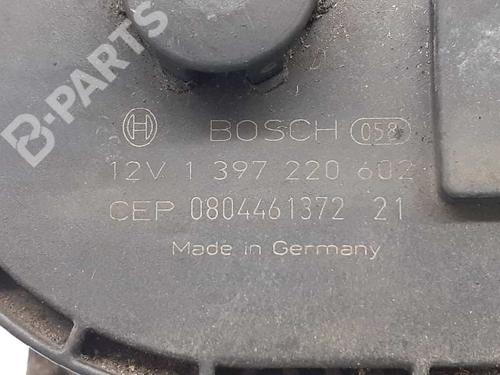 B-PARTS
BOSCH 058
12V 1 397 220 602
CEP 0804461372 21
Made in Germany